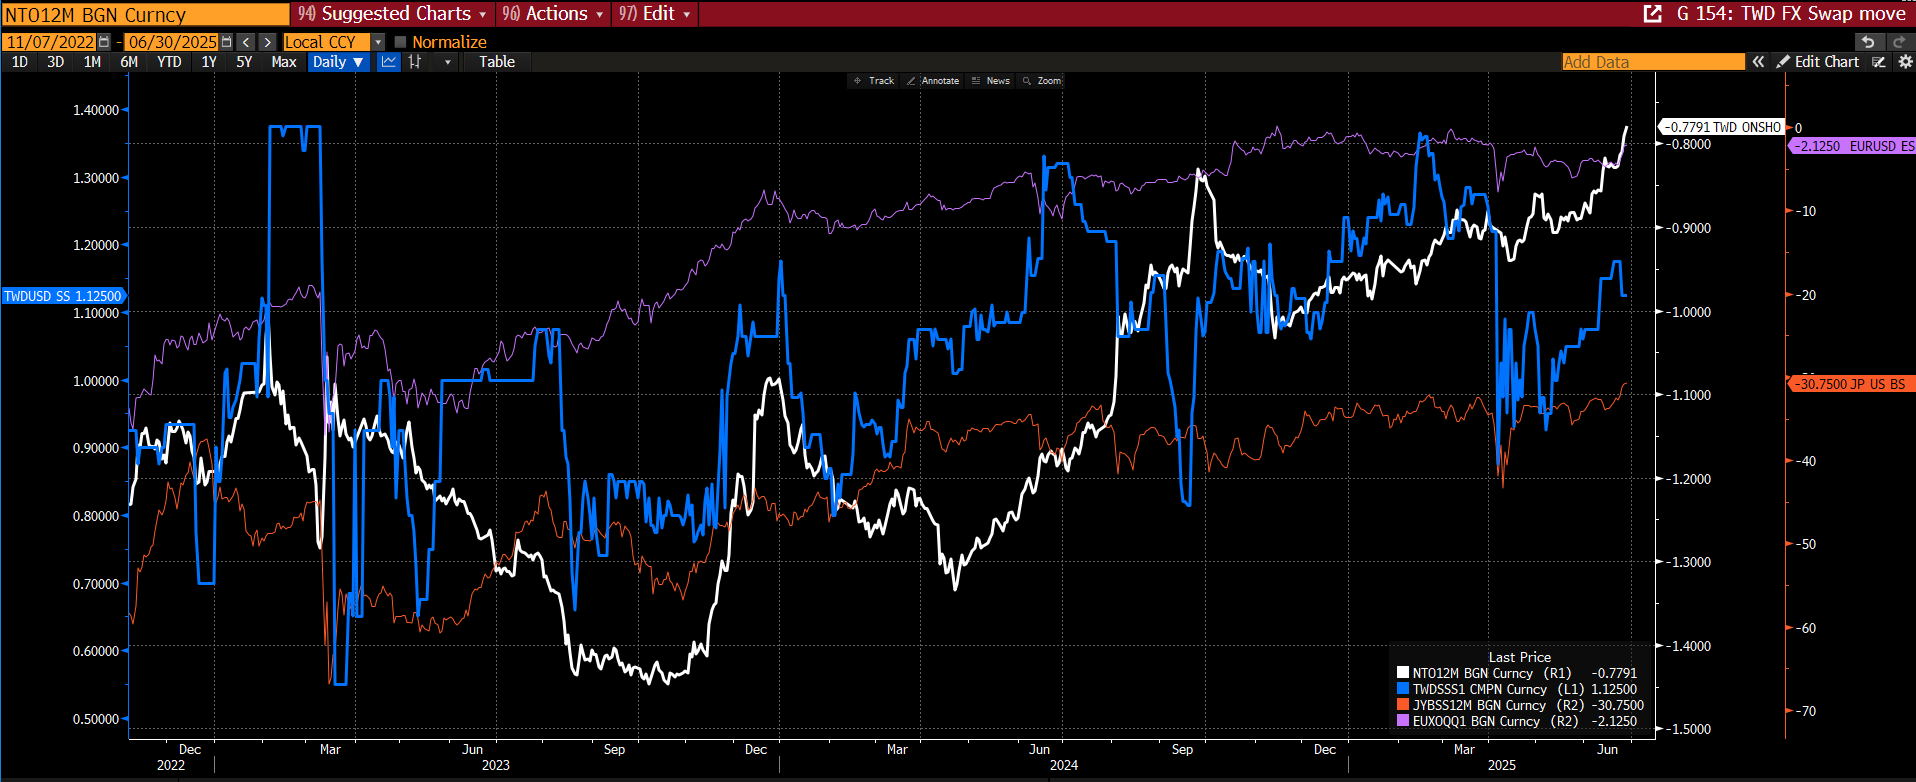 NTO12M BGN Curncy 94) Suggested Charts 96) Actions 97) Edit G 154: TWD FX Swap move
11/07/2022 - 06/30/2025 Local CCY Normalize
1D 3D 1M 6M YTD 1Y 5Y Max Daily ▼ Table Add Data « Edit Chart
Track Annotate News Zoom
1.40000
1.30000
1.20000
TWDUSD SS 1.12500
1.10000
1.00000
0.90000
0.80000
0.70000
0.60000
0.50000
-0.7791 TWD ONSHO
-0.8000
-0.9000
-1.0000
-1.1000
-1.2000
-1.3000
-1.4000
-1.5000
0
-2.1250 EURUSD ES
-10
-20
-30.7500 JP US BS
-40
-50
-60
-70
Last Price
NTO12M BGN Curncy (R1) -0.7791
TWDSSS1 CMPN Curncy (L1) 1.12500
JYBSS12M BGN Curncy (R2) -30.7500
EUXOQQ1 BGN Curncy (R2) -2.1250
Dec Mar Jun Sep Dec Mar Jun Sep Dec Mar Jun
2022 2023 2024 2025